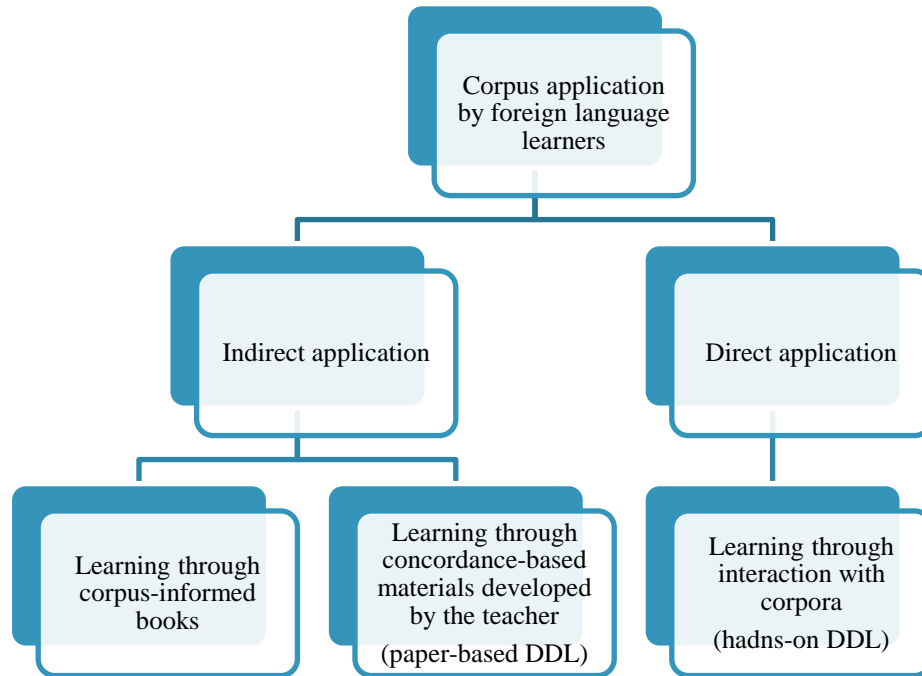 Corpus application
by foreign language
learners
Indirect application
Direct application
Learning through
corpus-informed
books
Learning through
concordance-based
materials developed
by the teacher
(paper-based DDL)
Learning through
interaction with
corpora
(hadns-on DDL)